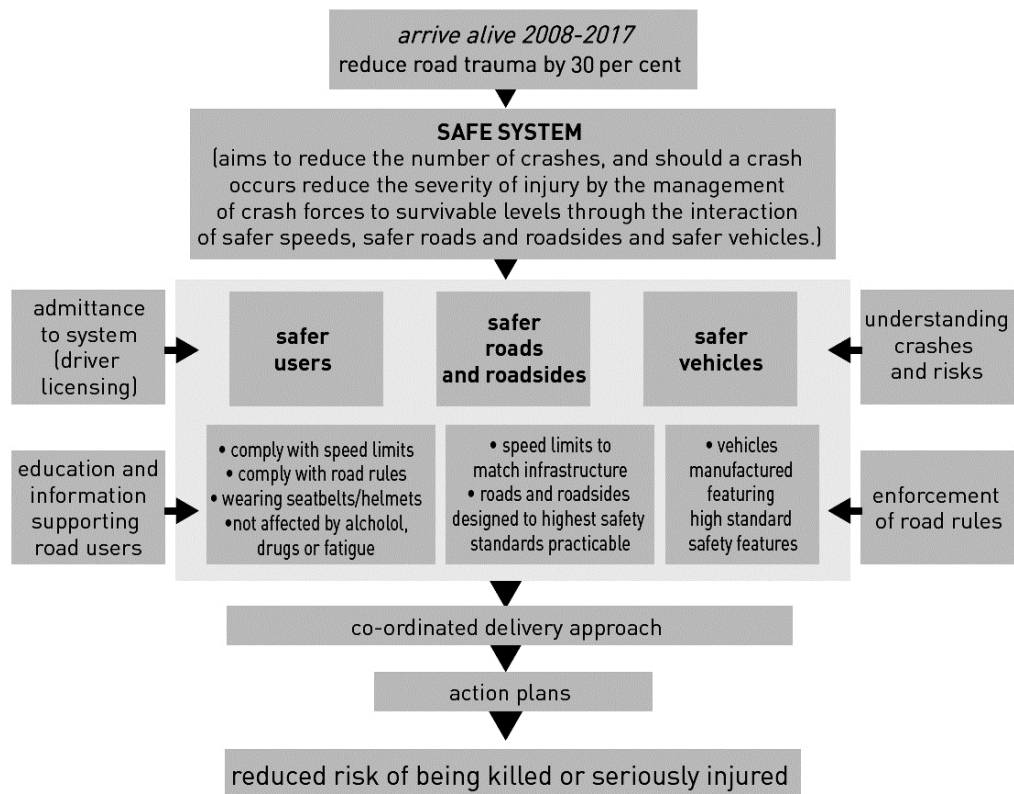 arrive alive 2008-2017
reduce road trauma by 30 per cent
SAFE SYSTEM
(aims to reduce the number of crashes, and should a crash
occurs reduce the severity of injury by the management
of crash forces to survivable levels through the interaction
of safer speeds, safer roads and roadsides and safer vehicles.)
admittance
to system
(driver
licensing)
safer
users
safer
roads
and roadsides
safer
vehicles
understanding
crashes
and risks
education and
information
supporting
road users
• comply with speed limits
• comply with road rules
• wearing seatbelts/helmets
•not affected by alcholol,
drugs or fatigue
• speed limits to
match infrastructure
• roads and roadsides
designed to highest safety
standards practicable
• vehicles
manufactured
featuring
high standard
safety features
enforcement
of road rules
co-ordinated delivery approach
action plans
reduced risk of being killed or seriously injured